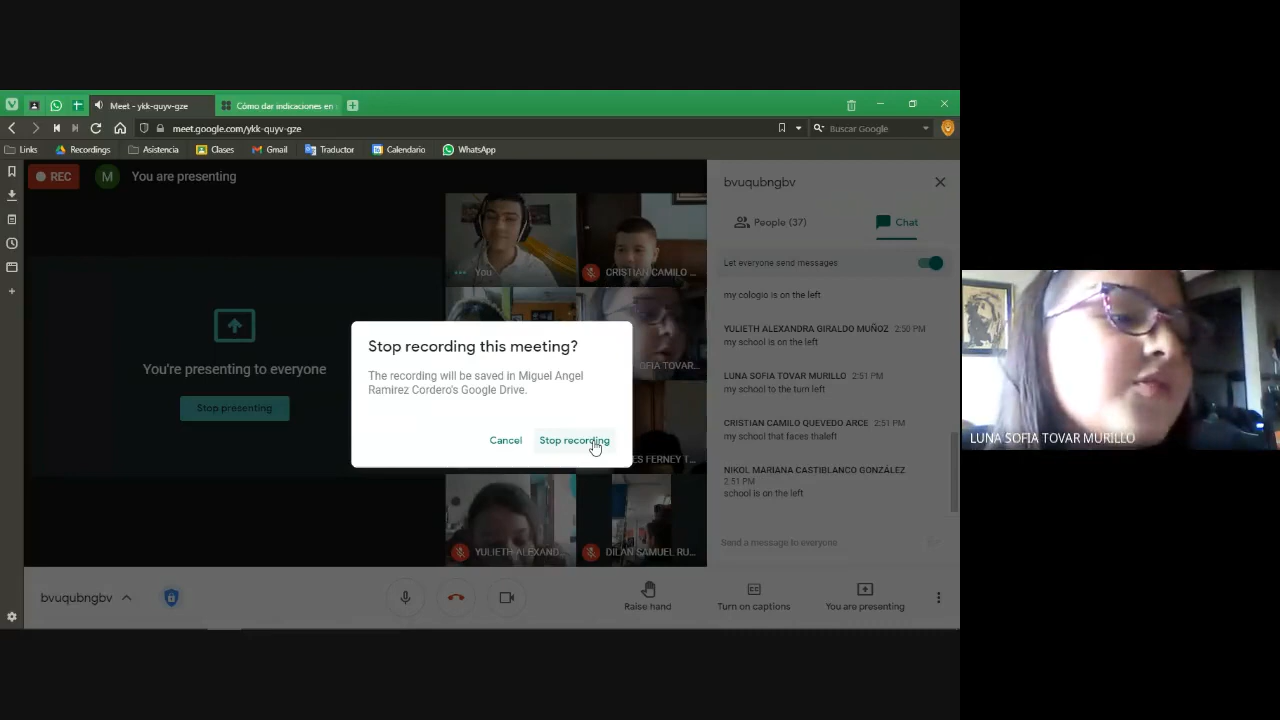 Meet - ykk-quyv-gze
Cómo dar indicaciones en
meet.google.com/ykk-quyv-gze
Buscar Google
Links
Recordings
Asistencia
Clases
Gmail
Traductor
Calendario
WhatsApp
REC
M
You are presenting
You
CRISTIAN CAMILO ...
You're presenting to everyone
Stop presenting
Stop recording this meeting?
The recording will be saved in Miguel Angel
Ramirez Cordero's Google Drive.
Cancel
Stop recording
YULIETH ALEXAND...
DILAN SAMUEL RU...
bvuqubngbv
People (37)
Chat
Let everyone send messages
my cologio is on the left
YULIETH ALEXANDRA GIRALDO MUÑOZ 2:50 PM
my school is on the left
LUNA SOFIA TOVAR MURILLO 2:51 PM
my school to the turn left
CRISTIAN CAMILO QUEVEDO ARCE 2:51 PM
my school that faces thaleft
NIKOL MARIANA CASTIBLANCO GONZÁLEZ
2:51 PM
school is on the left
Send a message to everyone
bvuqubngbv
Raise hand
Turn on captions
You are presenting
LUNA SOFIA TOVAR MURILLO